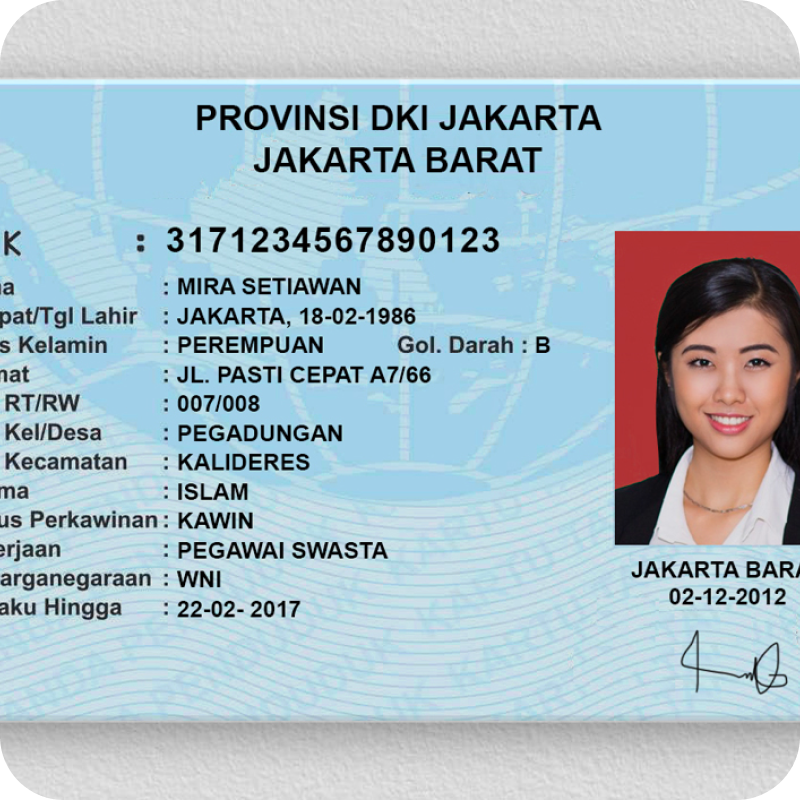 PROVINSI DKI JAKARTA
JAKARTA BARAT
K : 3171234567890123
a : MIRA SETIAWAN
pat/Tgl Lahir : JAKARTA, 18-02-1986
s Kelamin : PEREMPUAN Gol. Darah : B
mat : JL. PASTI CEPAT A7/66
RT/RW : 007/008
Kel/Desa : PEGADUNGAN
Kecamatan : KALIDERES
ma : ISLAM
us Perkawinan : KAWIN
erjaan : PEGAWAI SWASTA
arganegaraan : WNI
aku Hingga : 22-02- 2017
JAKARTA BARA
02-12-2012